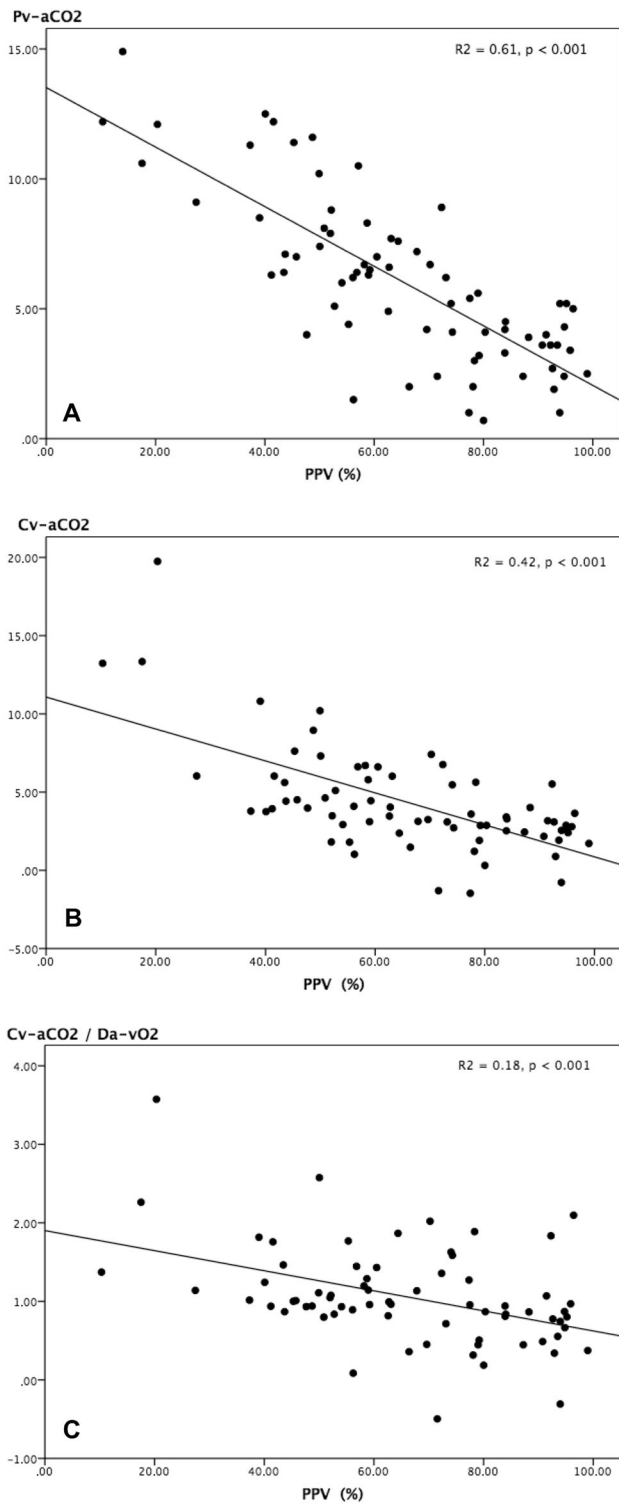 Pv-aCO2
R2 = 0.61, p < 0.001
15.00
10.00
5.00
.00
A
.00 20.00 40.00 60.00 80.00 100.00
PPV (%)
Cv-aCO2
R2 = 0.42, p < 0.001
20.00
15.00
10.00
5.00
.00
-5.00
B
.00 20.00 40.00 60.00 80.00 100.00
PPV (%)
Cv-aCO2 / Da-vO2
R2 = 0.18, p < 0.001
4.00
3.00
2.00
1.00
.00
-1.00
C
.00 20.00 40.00 60.00 80.00 100.00
PPV (%)